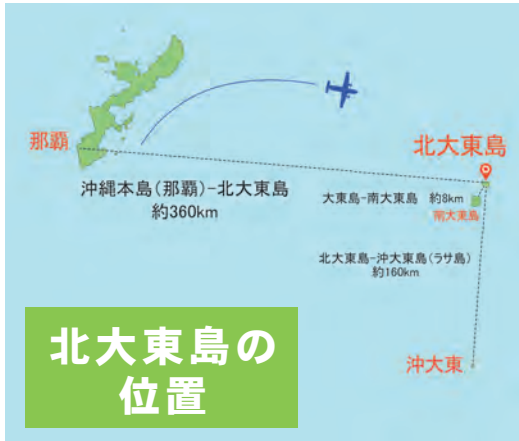 那覇
北大東島
沖縄本島(那覇)-北大東島
約360km
大東島-南大東島 約8km
南大東島
北大東島-沖大東島(ラサ島)
約160km
沖大東
北大東島の
位置